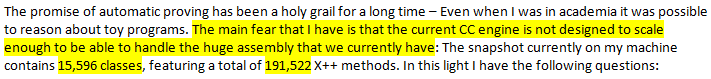 The promise of automatic proving has been a holy grail for a long time – Even when I was in academia it was possible
to reason about toy programs. The main fear that I have is that the current CC engine is not designed to scale
enough to be able to handle the huge assembly that we currently have: The snapshot currently on my machine
contains 15,596 classes, featuring a total of 191,522 X++ methods. In this light I have the following questions: